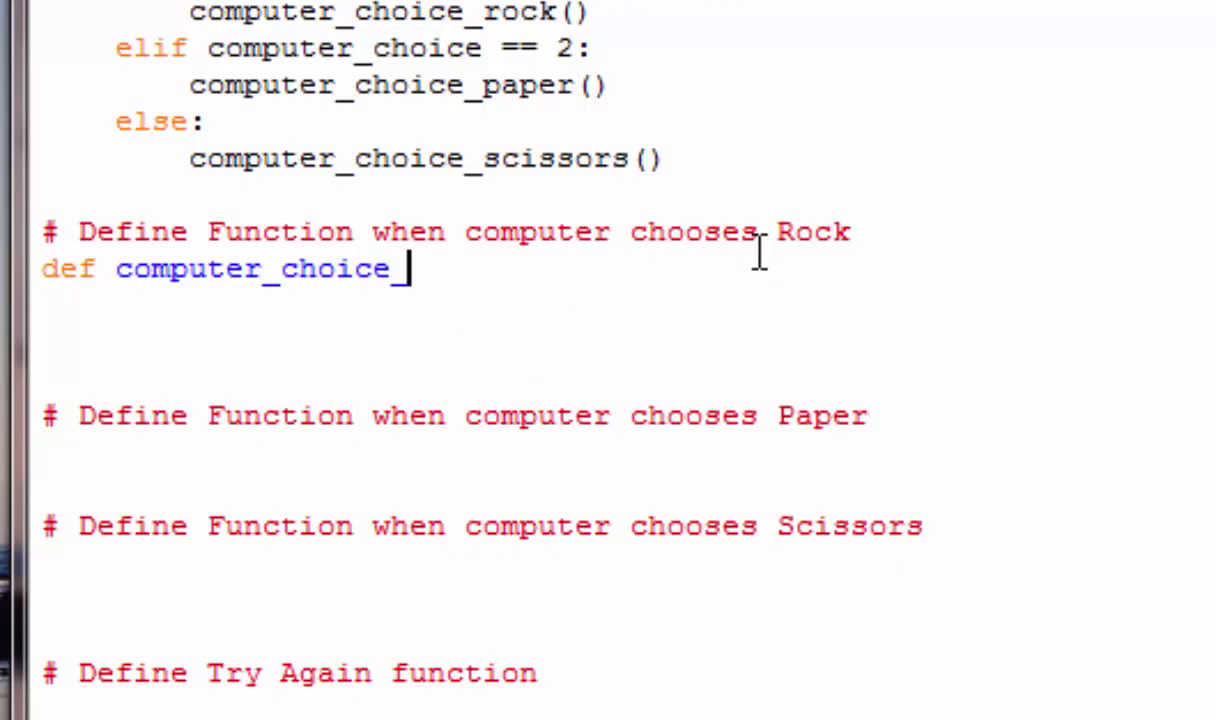 computer_choice_rock()
elif computer_choice == 2:
computer_choice_paper()
else:
computer_choice_scissors()
# Define Function when computer chooses Rock
def computer_choice_
# Define Function when computer chooses Paper
# Define Function when computer chooses Scissors
# Define Try Again function